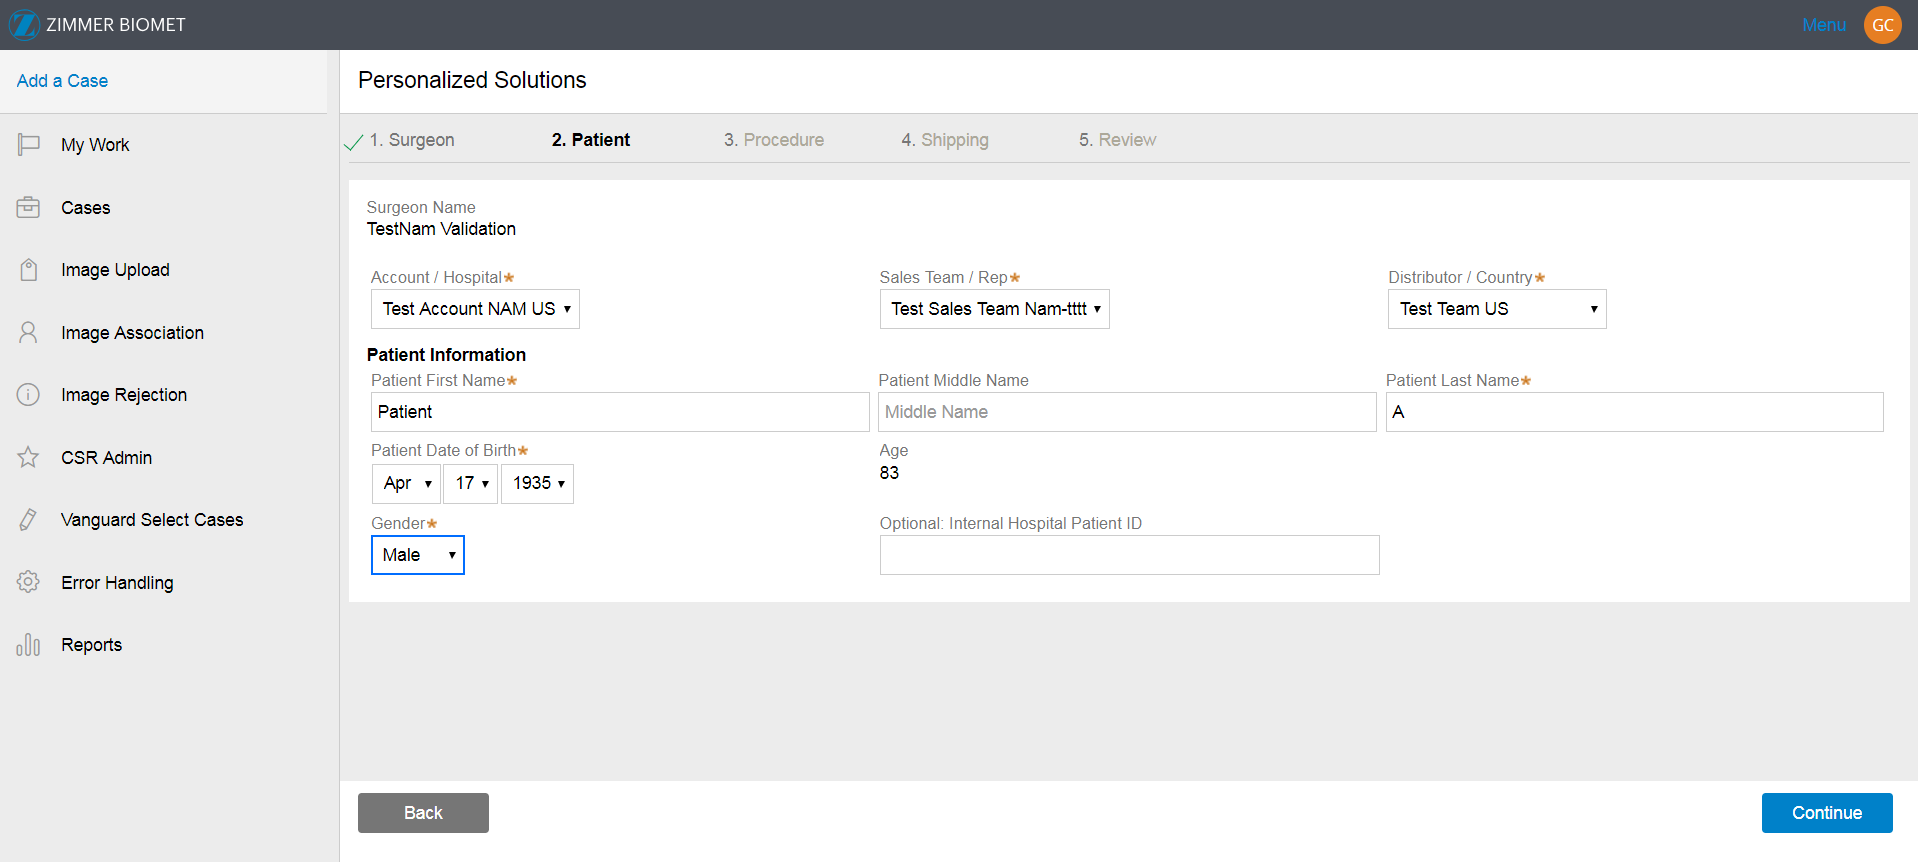 ZIMMER BIOMET
Menu GC
Add a Case
My Work
Cases
Image Upload
Image Association
Image Rejection
CSR Admin
Vanguard Select Cases
Error Handling
Reports
Personalized Solutions
1. Surgeon 2. Patient 3. Procedure 4. Shipping 5. Review
Surgeon Name
TestNam Validation
Account / Hospital* Sales Team / Rep* Distributor / Country*
Test Account NAM US Test Sales Team Nam-tttt Test Team US
Patient Information
Patient First Name* Patient Middle Name Patient Last Name*
Patient Middle Name A
Patient Date of Birth* Age
Apr 17 1935 83
Gender* Optional: Internal Hospital Patient ID
Male
Back Continue